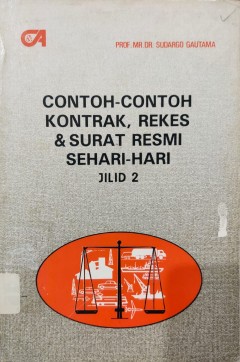 PROF. MR. DR. SUDARGO GAUTAMA
CONTOH-CONTOH
KONTRAK, REKES
& SURAT RESMI
SEHARI-HARI
JILID 2